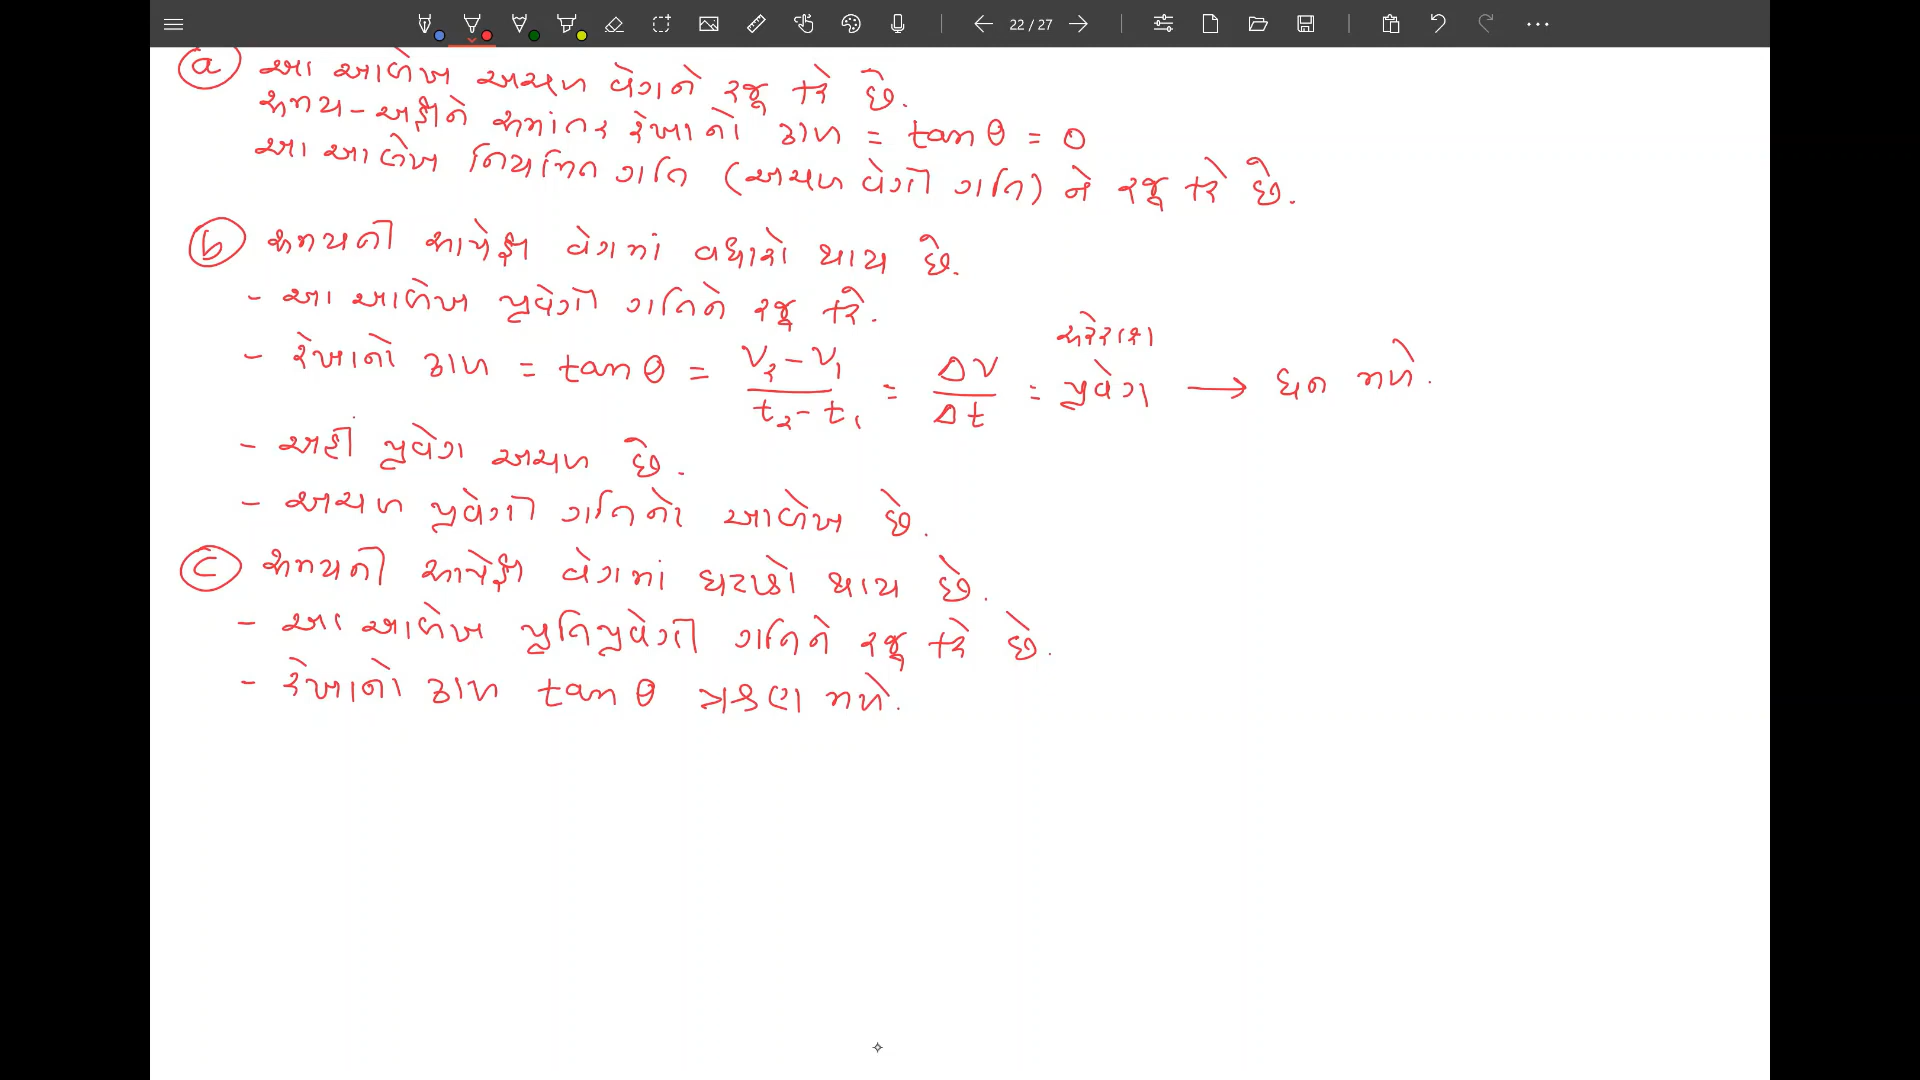 22 / 27
(a) આ આલેખ અચળ વેગને રજૂ કરે છે.
સમય-અક્ષને સમાંતર રેખાનો ઢાળ = tan θ = 0
આ આલેખ નિયમિત ગતિ (અચળ વેગી ગતિ) ને રજૂ કરે છે.
(b) સમયની સાપેક્ષે વેગમાં વધારો થાય છે.
- આ આલેખ પ્રવેગી ગતિને રજૂ કરે.
- રેખાનો ઢાળ = tan θ = (v₂ - v₁)/(t₂ - t₁) = Δv/Δt = સરેરાશ પ્રવેગ → ધન મળે.
- અહીં પ્રવેગ અચળ છે.
- અચળ પ્રવેગી ગતિનો આલેખ છે.
(c) સમયની સાપેક્ષે વેગમાં ઘટાડો થાય છે.
- આ આલેખ પ્રતિપ્રવેગી ગતિને રજૂ કરે છે.
- રેખાનો ઢાળ tan θ ઋણ મળે.